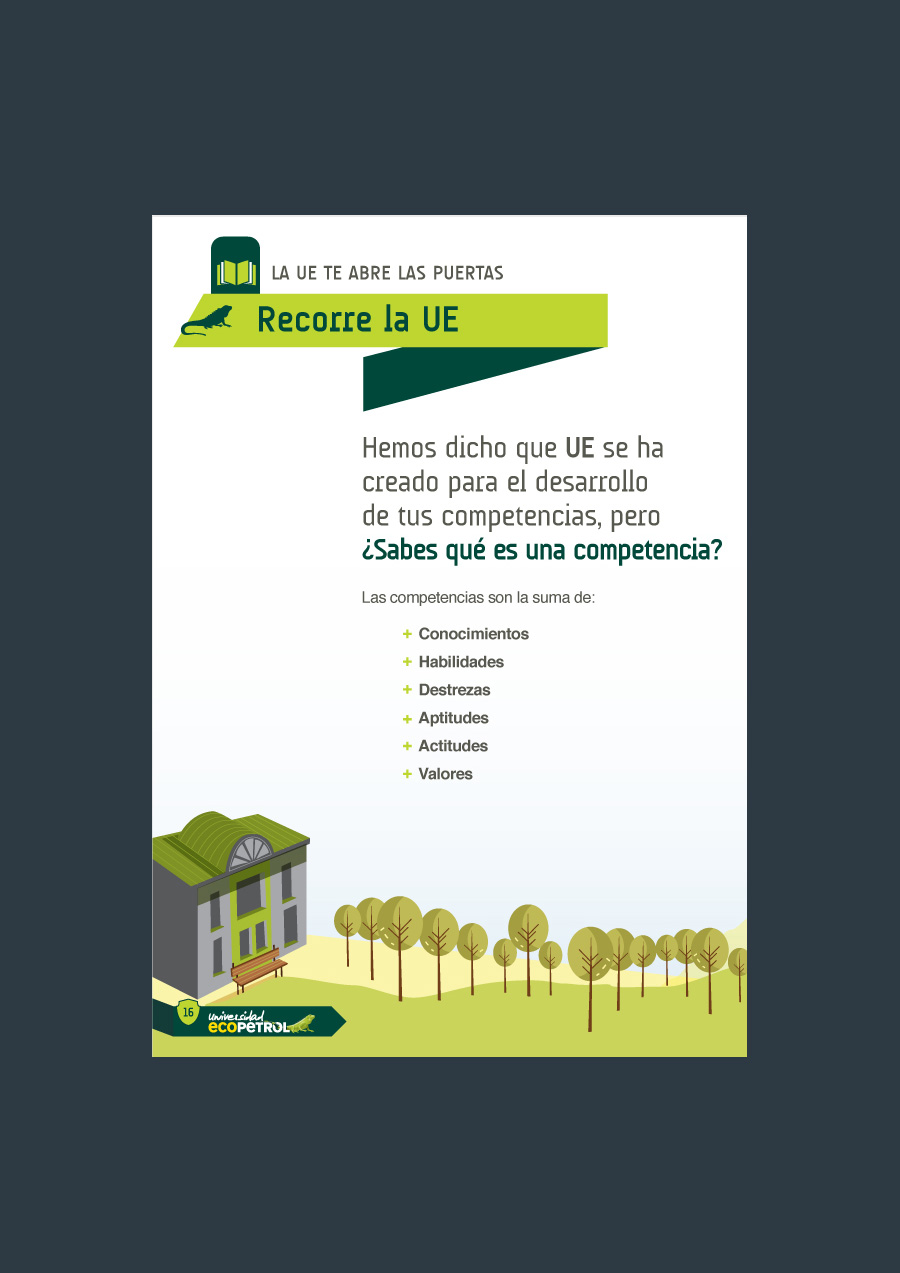 LA UE TE ABRE LAS PUERTAS
Recorre la UE
Hemos dicho que UE se ha
creado para el desarrollo
de tus competencias, pero
¿Sabes qué es una competencia?
Las competencias son la suma de:
+ Conocimientos
+ Habilidades
+ Destrezas
+ Aptitudes
+ Actitudes
+ Valores
16
universidad
ecoPETROL